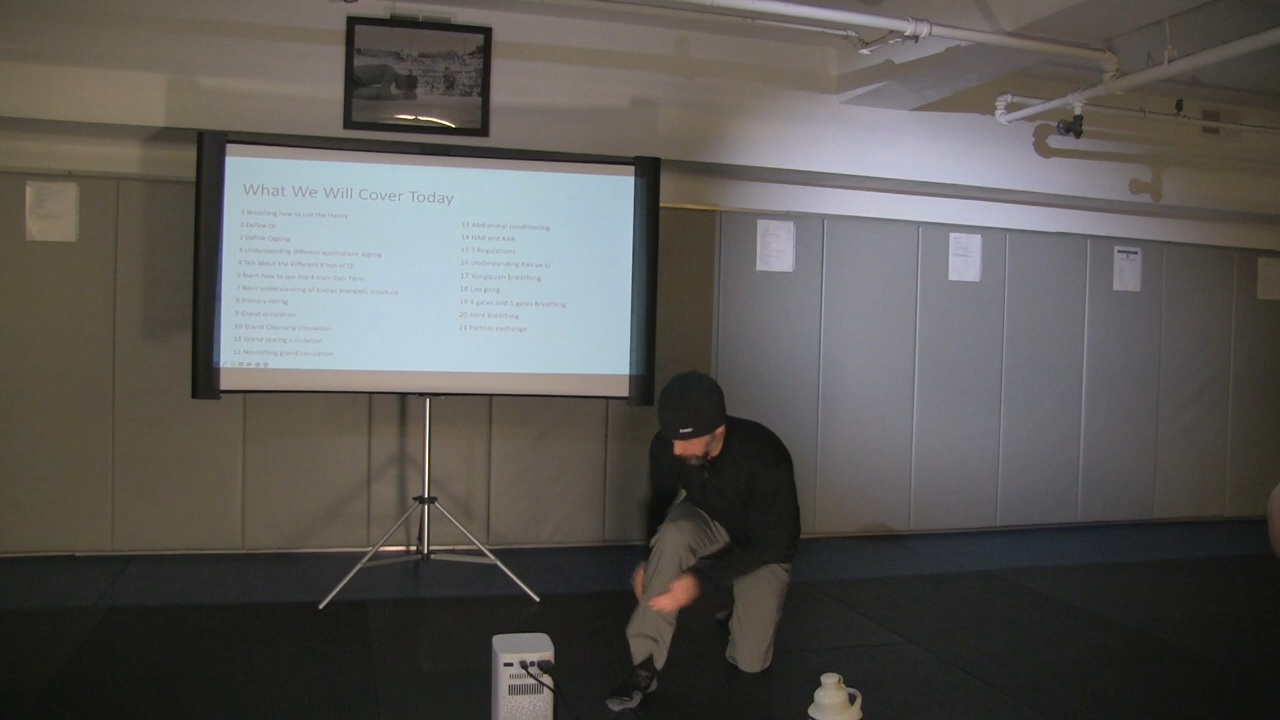 What We Will Cover Today
1 Breathing how to use the theory
2 Define Qi
2 Define Qigong
3 Understanding different applications qigong
4 Talk about the Different Kinds of Qi
5 learn how to use the 4 main Dan Tiens
7 Basic understanding of bodies energetic structure
8 Primary
9 Grand circulation
10 Grand Cleansing circulation
11 Grand storing circulation
12 Nourishing grand circulation
13 Abdominal conditioning
14 NAB and RAB
15 5 Regulations
16 Understanding Kan an Li
17 Yongquan breathing
18 Lao gong
19 4 gates and 5 gates Breathing
20 Joint Breathing
21 Partner exchange